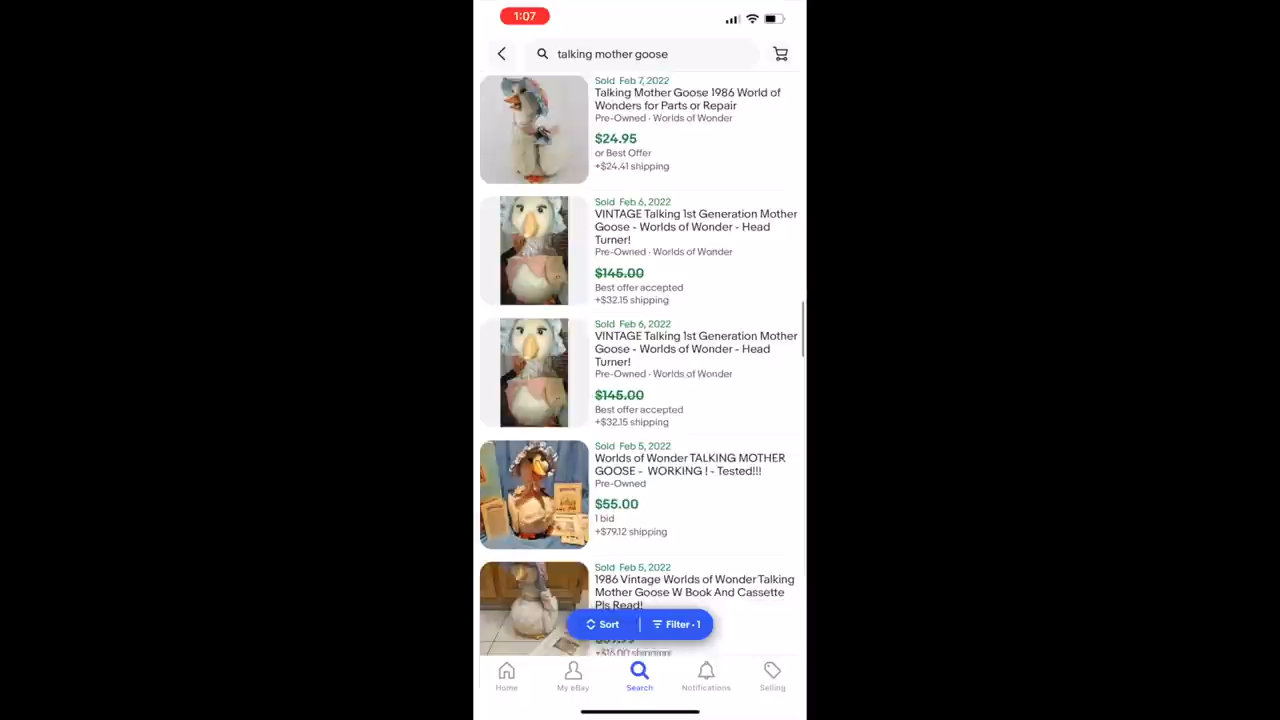 1:07
talking mother goose
Sold Feb 7, 2022
Talking Mother Goose 1986 World of
Wonders for Parts or Repair
Pre-Owned · Worlds of Wonder
$24.95
or Best Offer
+$24.41 shipping
Sold Feb 6, 2022
VINTAGE Talking 1st Generation Mother
Goose - Worlds of Wonder - Head
Turner!
Pre-Owned · Worlds of Wonder
$145.00
Best offer accepted
+$32.15 shipping
Sold Feb 6, 2022
VINTAGE Talking 1st Generation Mother
Goose - Worlds of Wonder - Head
Turner!
Pre-Owned · Worlds of Wonder
$145.00
Best offer accepted
+$32.15 shipping
Sold Feb 5, 2022
Worlds of Wonder TALKING MOTHER
GOOSE - WORKING ! - Tested!!!
Pre-Owned
$55.00
1 bid
+$79.12 shipping
Sold Feb 5, 2022
1986 Vintage Worlds of Wonder Talking
Mother Goose W Book And Cassette
Pls Read!
Sort
Filter · 1
+$16.00 shipping
Home
My eBay
Search
Notifications
Selling